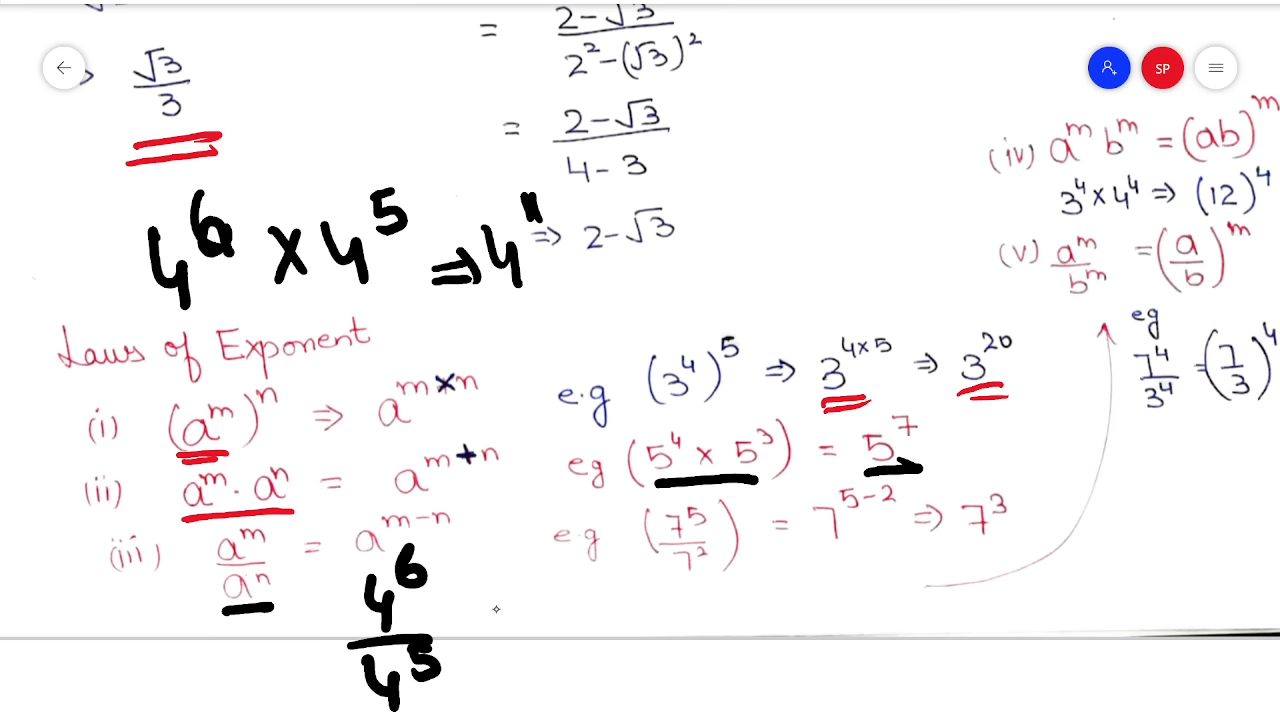 = 2-√3 / 2²-(√3)²
√3 / 3
SP
= 2-√3 / 4-3
⇒ 2-√3
4⁶ × 4⁵ ⇒ 4¹¹
Laws of Exponent
(i) (aᵐ)ⁿ ⇒ aᵐˣⁿ
e.g (3⁴)⁵ ⇒ 3⁴ˣ⁵ ⇒ 3²⁰
(ii) aᵐ · aⁿ = aᵐ⁺ⁿ
eg (5⁴ × 5³) = 5⁷
(iii) aᵐ / aⁿ = aᵐ⁻ⁿ
e.g (7⁵ / 7²) = 7⁵⁻² ⇒ 7³
4⁶ / 4⁵
(iv) aᵐ bᵐ = (ab)ᵐ
3⁴ × 4⁴ ⇒ (12)⁴
(v) aᵐ / bᵐ = (a / b)ᵐ
eg
7⁴ / 3⁴ = (7 / 3)⁴